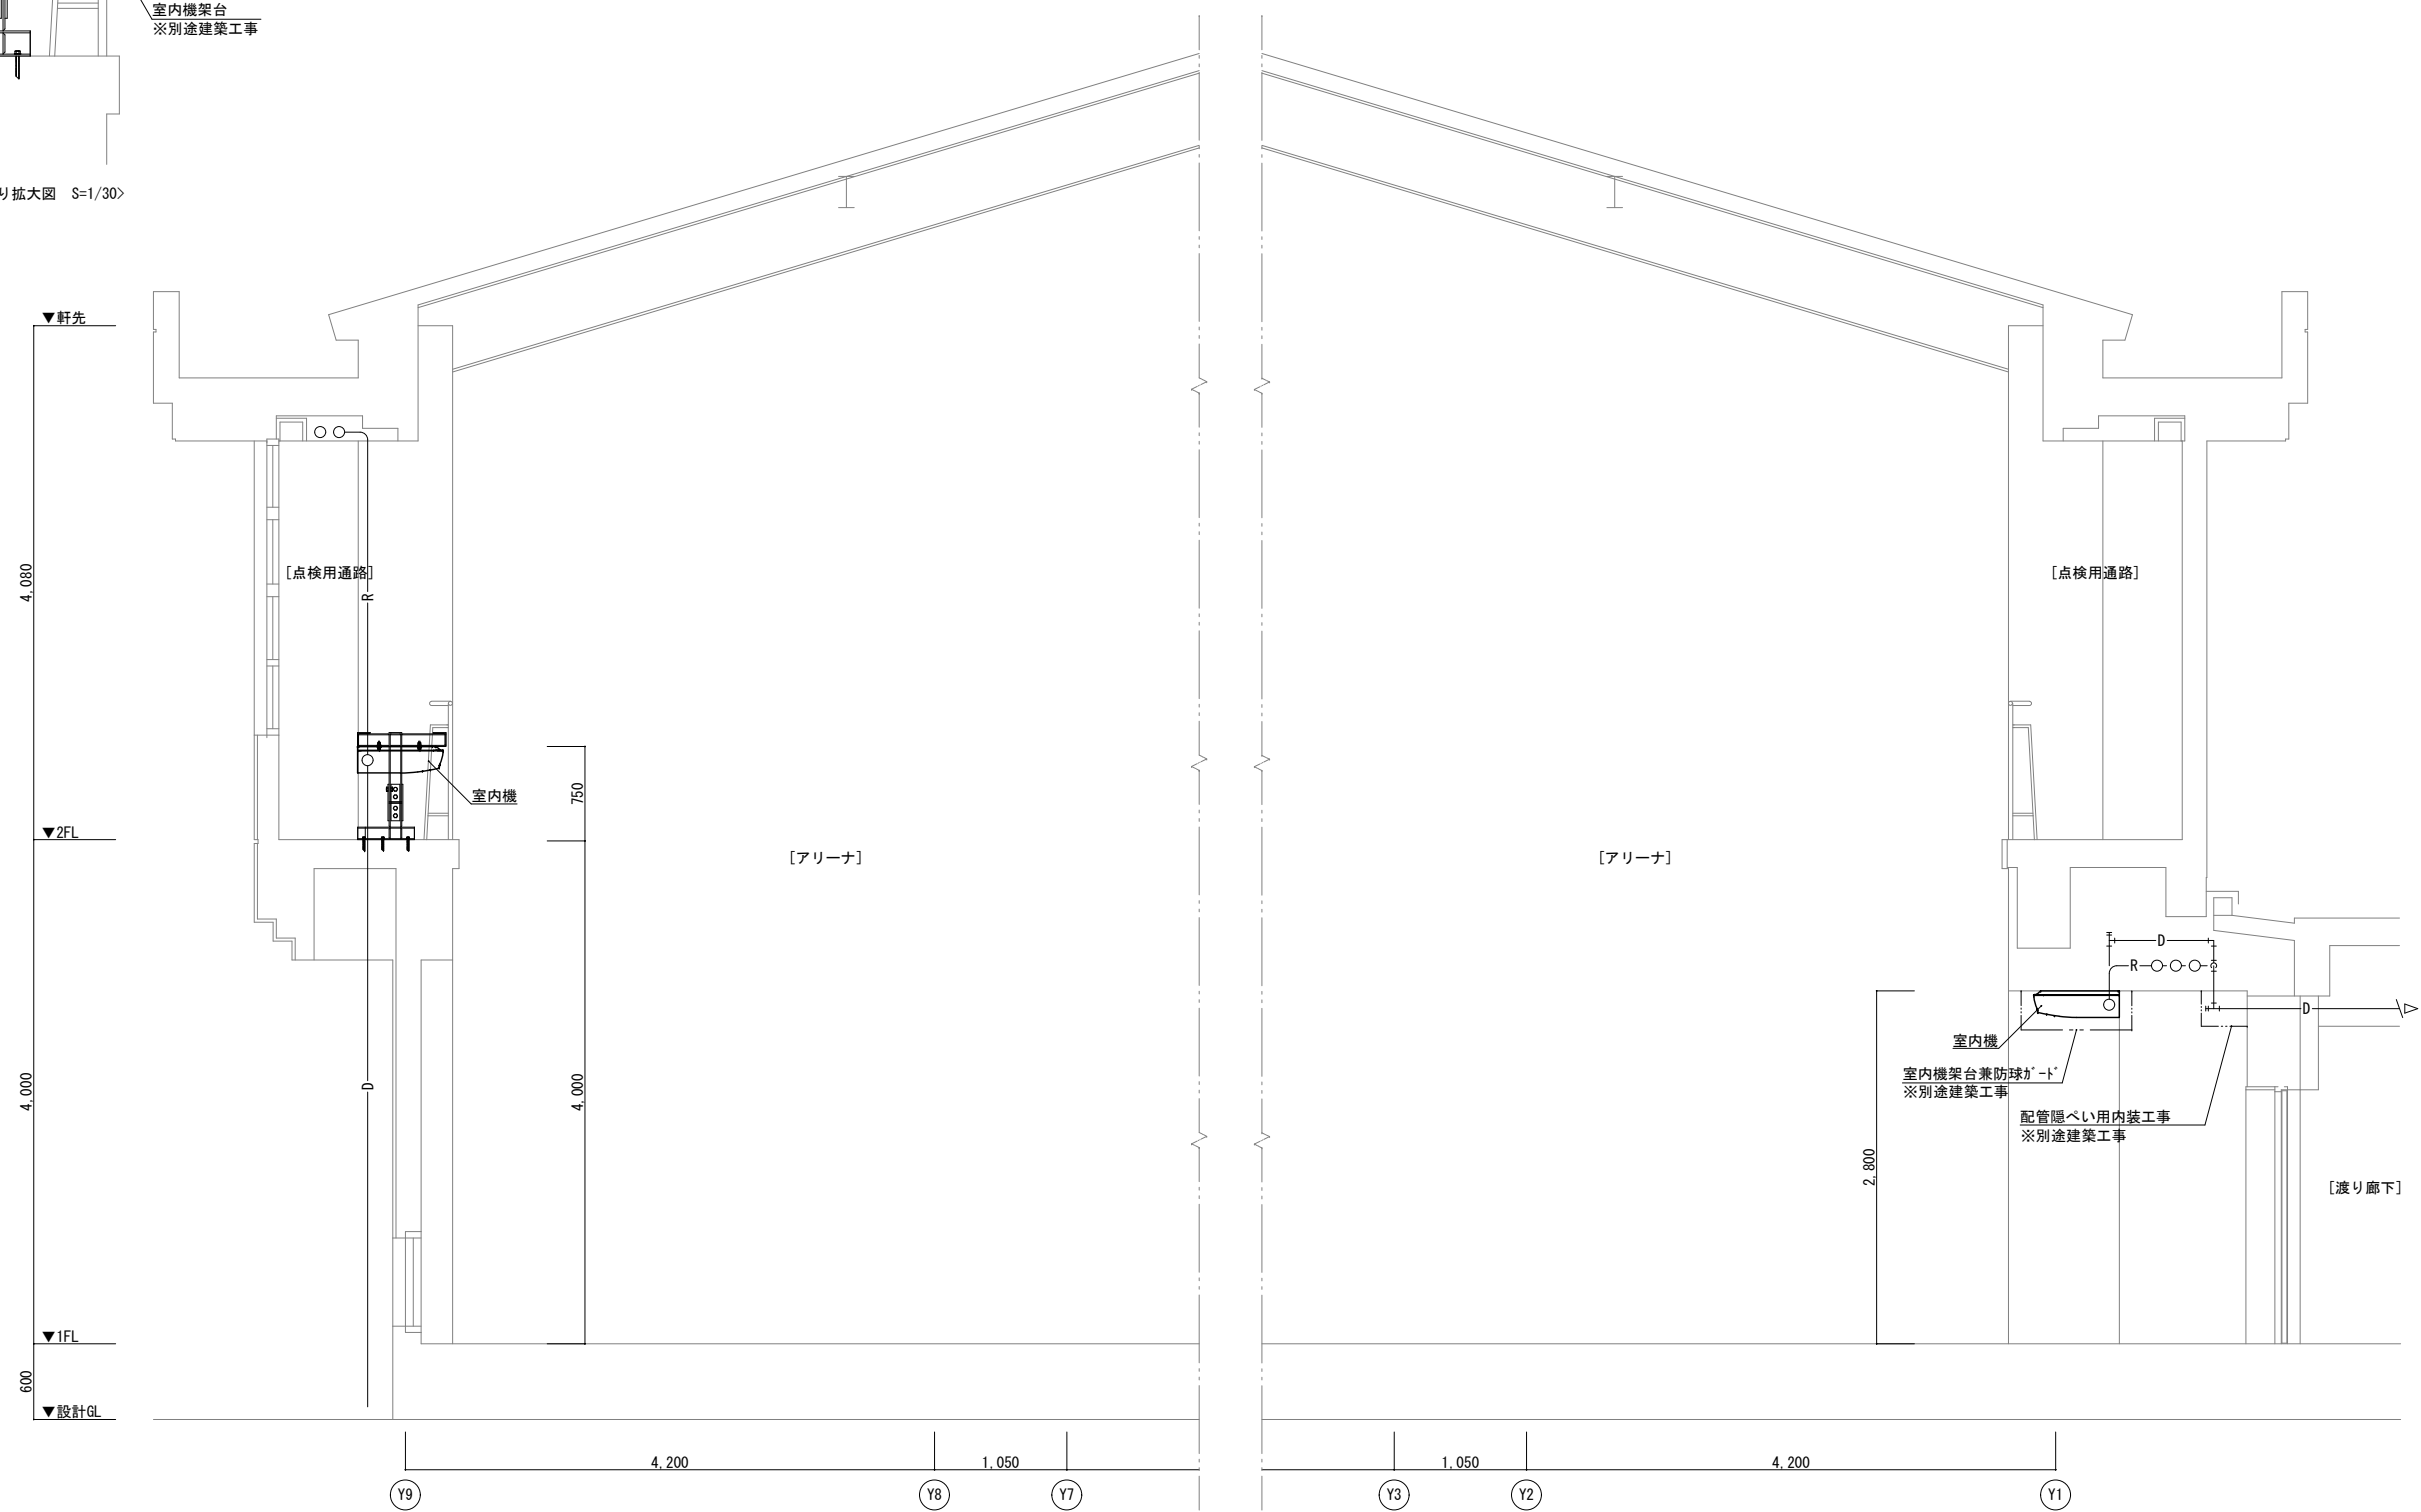 室内機架台
※別途建築工事
り拡大図 S=1/30>
▼軒先
4,080
[点検用通路]
R
[点検用通路]
室内機
750
▼2FL
[アリーナ]
[アリーナ]
D
R
D
室内機
室内機架台兼防球ｶﾞｰﾄﾞ
※別途建築工事
配管隠ぺい用内装工事
※別途建築工事
4,000
D
4,000
2,800
[渡り廊下]
▼1FL
600
▼設計GL
4,200
1,050
1,050
4,200
Y9
Y8
Y7
Y3
Y2
Y1